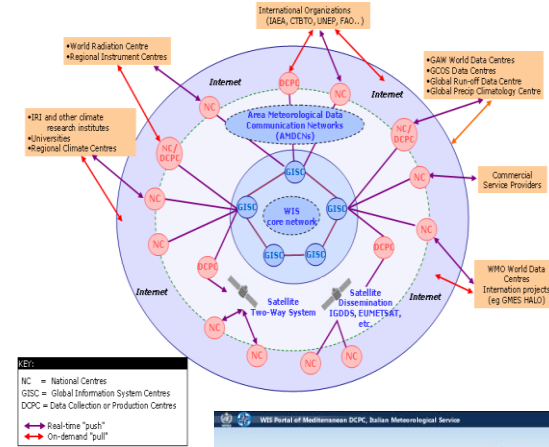 International Organizations
(IAEA, CTBTO, UNEP, FAO...)
•World Radiation Centre
•Regional Instrument Centres
•GAW World Data Centres
•GCOS Data Centres
•Global Run-off Data Centre
•Global Precip Climatology Centre
•IRI and other climate
research institutes
•Universities
•Regional Climate Centres
Commercial
Service Providers
WMO World Data
Centres
Internation projects
(eg GMES HALO)
Internet
Internet
Internet
Internet
DCPC
NC
NC
NC/
DCPC
NC/
DCPC
Area Meteorological Data
Communication Networks
(AMDCNs)
NC
NC
NC
NC
GISC
GISC
GISC
GISC
GISC
WIS
core network
DCPC
DCPC
Satellite
Two-Way System
Satellite
Dissemination
IGDDS, EUMETSAT,
etc.
NC
NC
NC
NC
KEY:
NC = National Centres
GISC = Global Information System Centres
DCPC = Data Collection or Production Centres
Real-time "push"
On-demand "pull"
WIS Portal of Mediterranean DCPC, Italian Meteorological Service